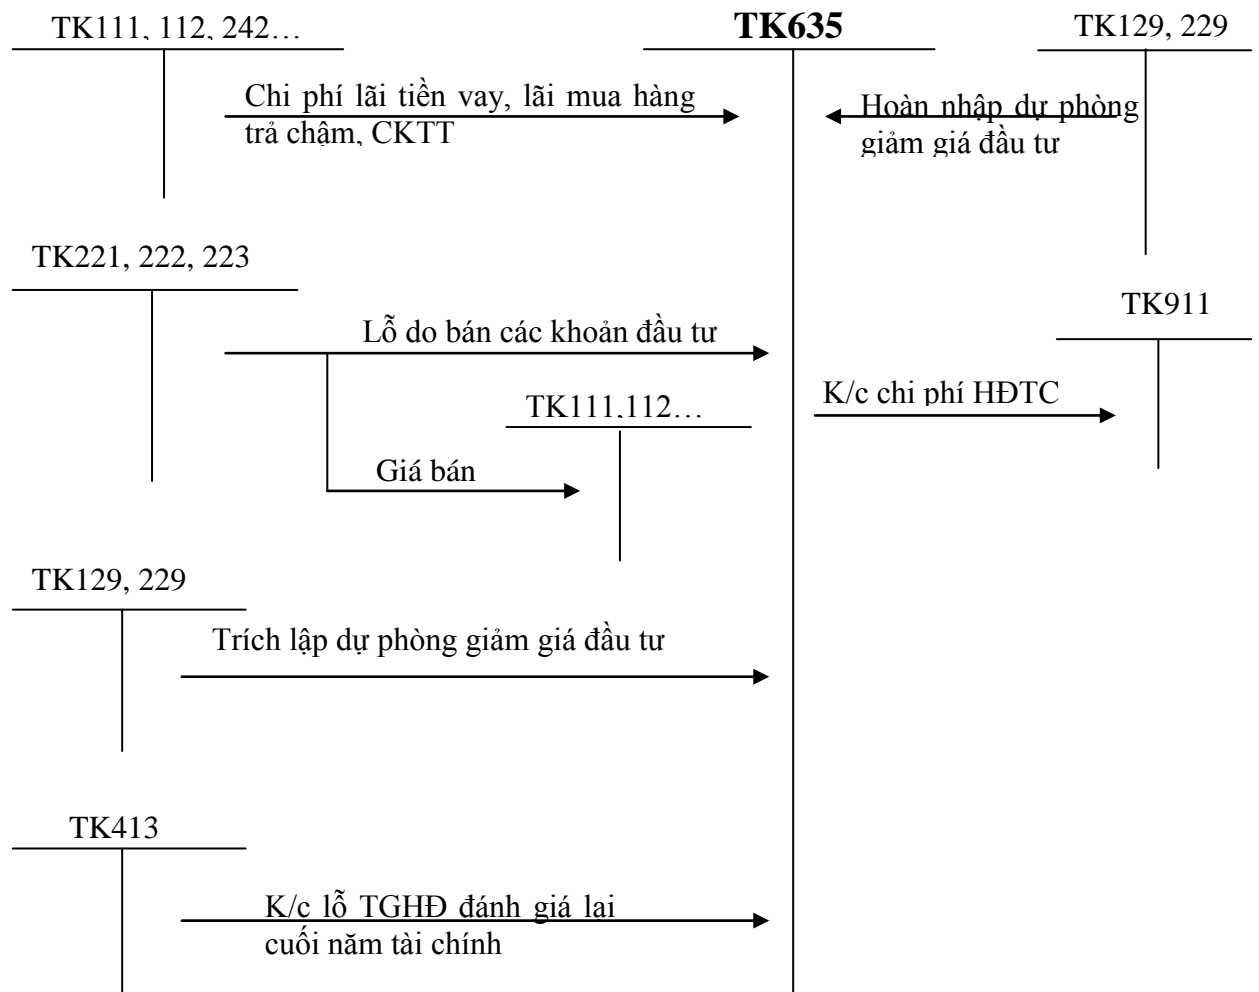 TK111, 112, 242…
TK635
TK129, 229
Chi phí lãi tiền vay, lãi mua hàng
trả chậm, CKTT
Hoàn nhập dự phòng
giảm giá đầu tư
TK221, 222, 223
TK911
Lỗ do bán các khoản đầu tư
K/c chi phí HĐTC
TK111,112…
Giá bán
TK129, 229
Trích lập dự phòng giảm giá đầu tư
TK413
K/c lỗ TGHĐ đánh giá lại
cuối năm tài chính